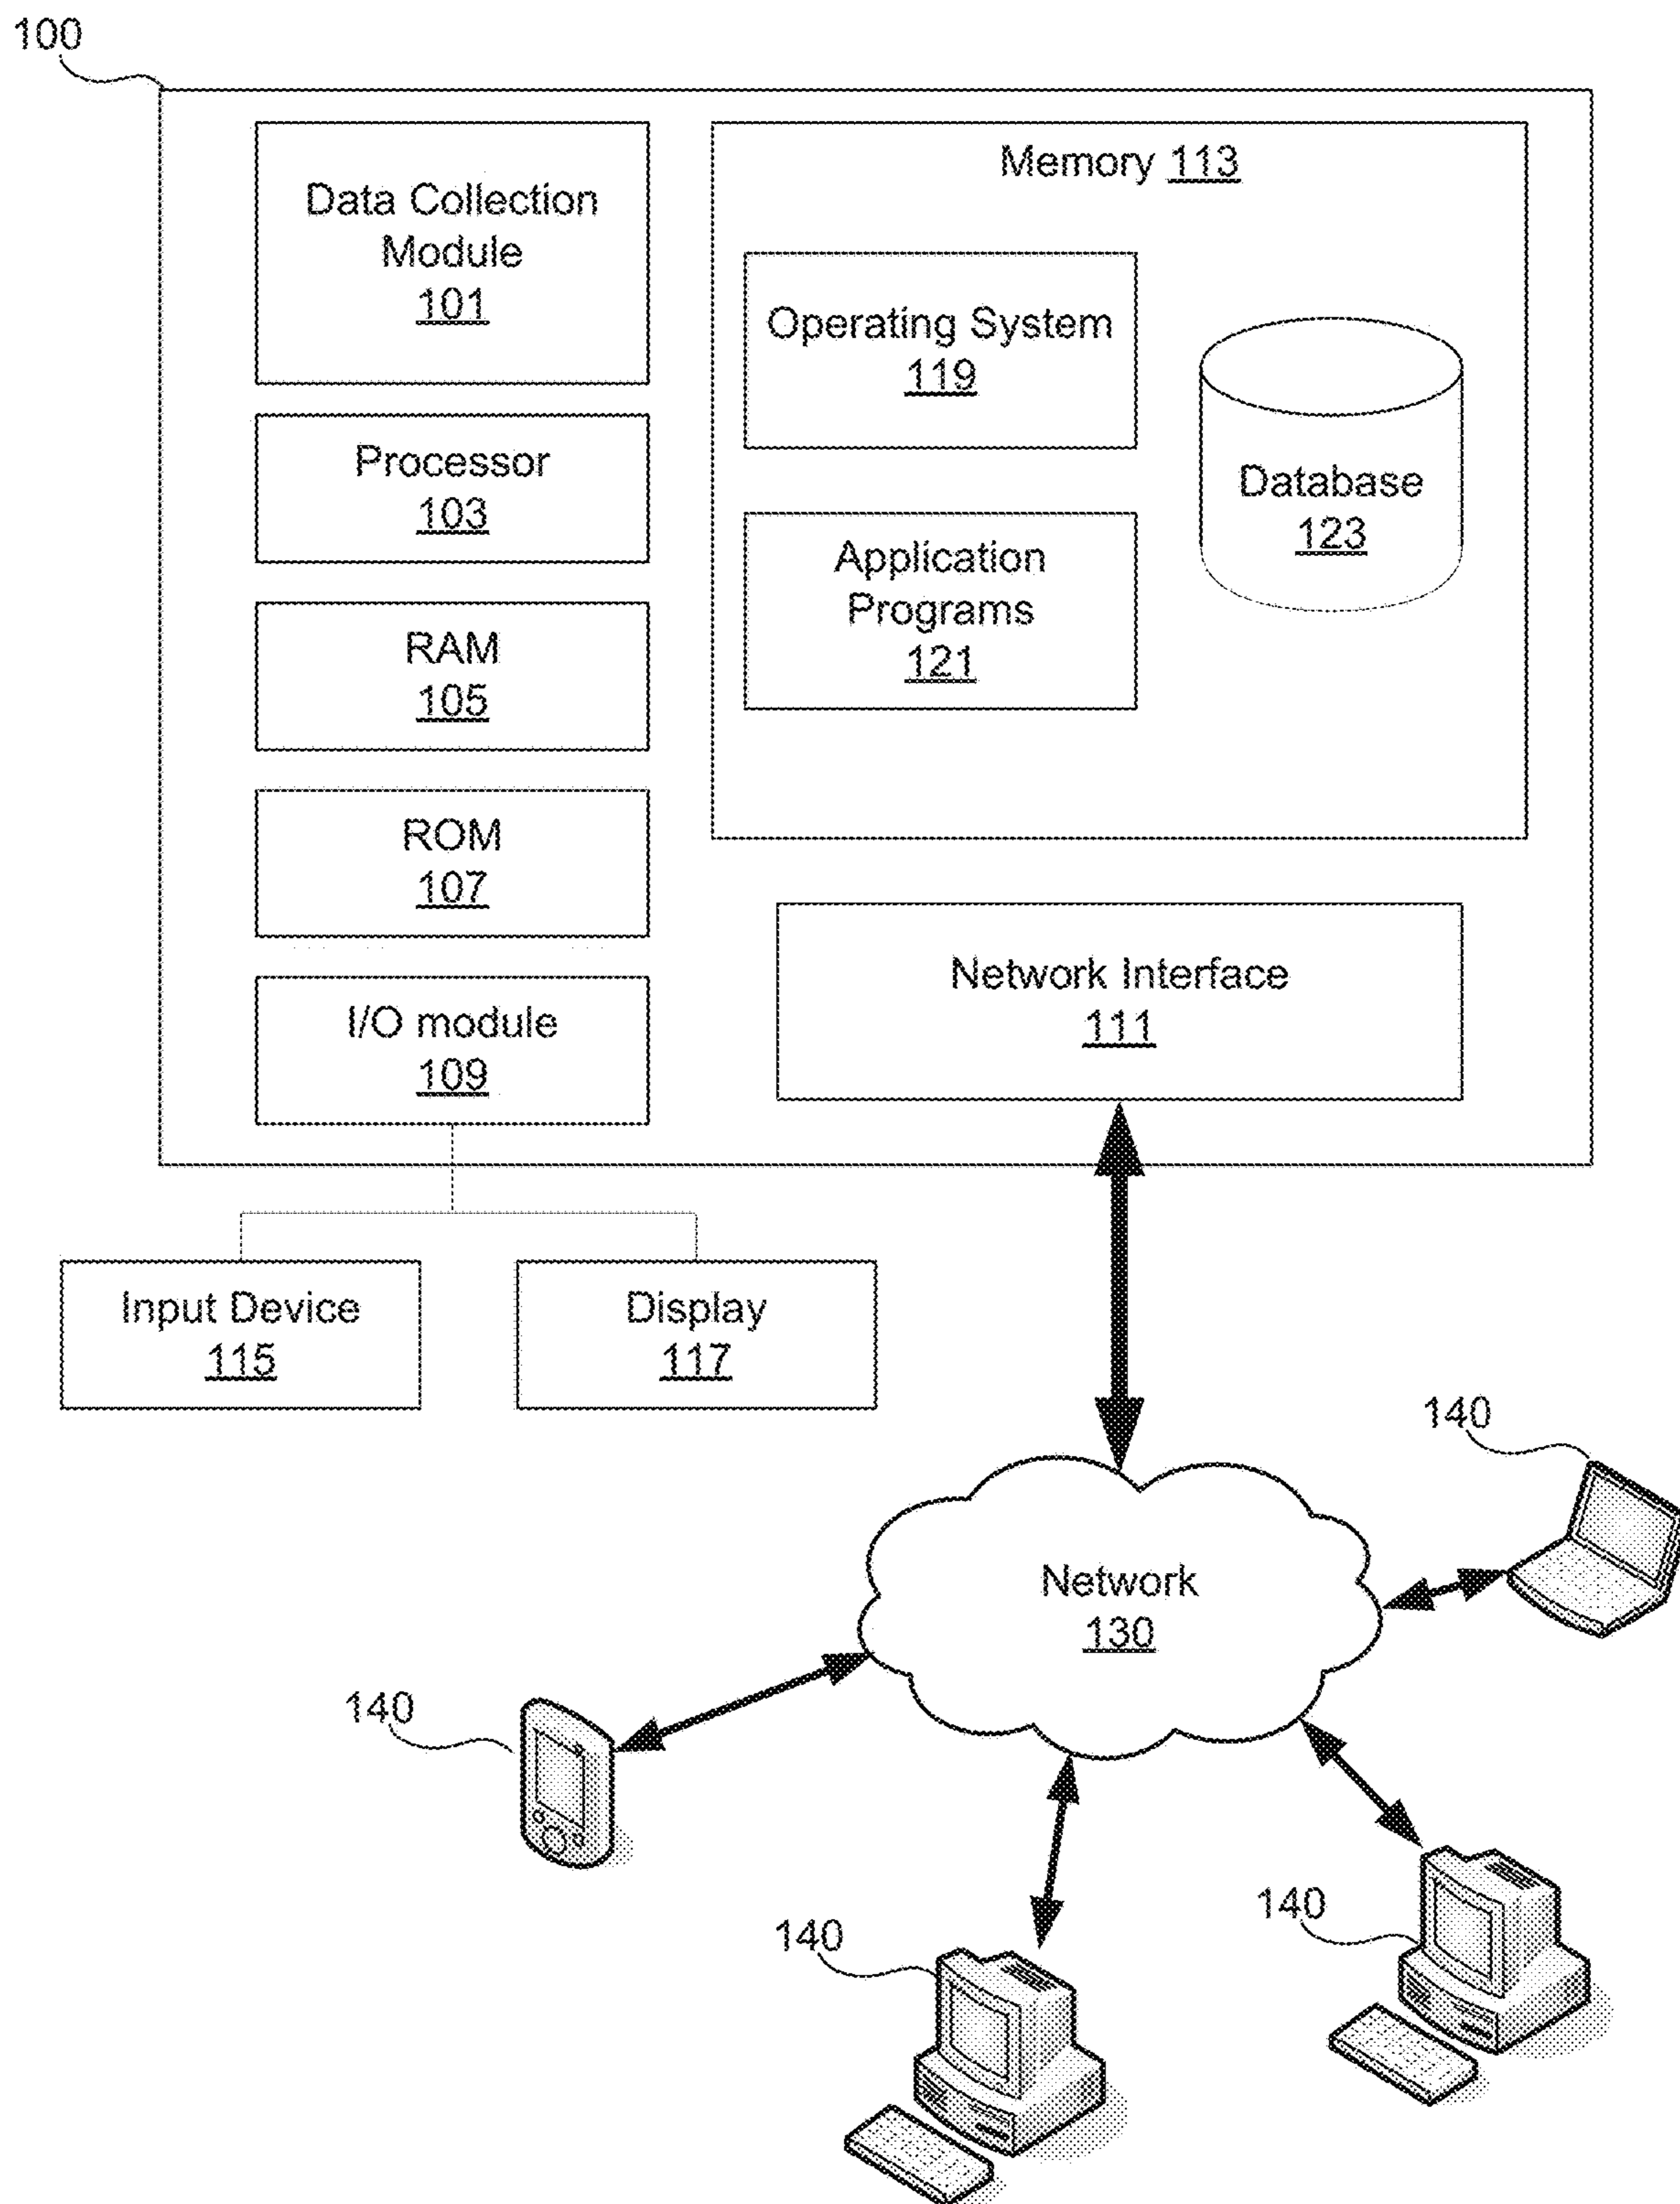 100
Data Collection
Module
101
Processor
103
RAM
105
ROM
107
I/O module
109
Memory 113
Operating System
119
Application
Programs
121
Database
123
Network Interface
111
Input Device
115
Display
117
140
Network
130
140
140
140